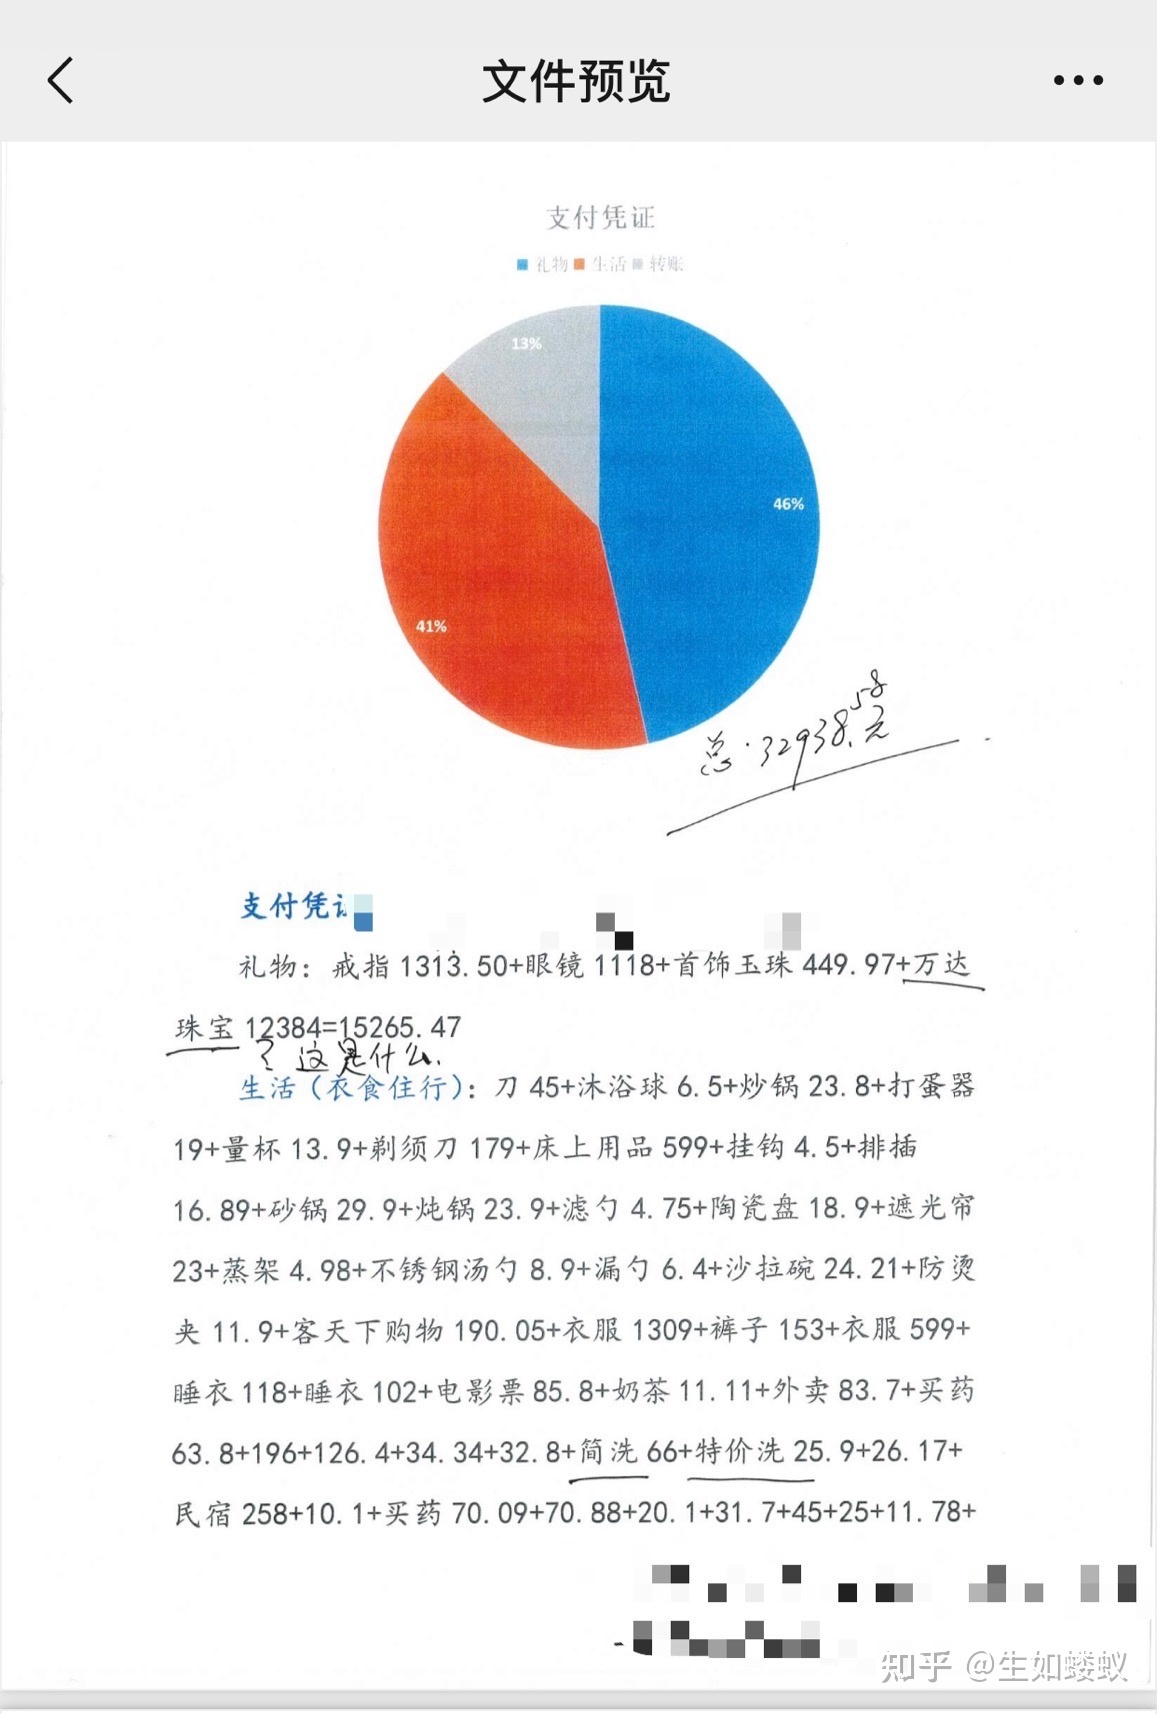 文件预览
支付凭证
礼物 生活 转账
13%
46%
41%
总:32938.58元
支付凭
礼物：戒指 1313.50+眼镜 1118+首饰玉珠 449.97+万达
珠宝 12384=15265.47
? 这是什么.
生活（衣食住行）：刀 45+沐浴球 6.5+炒锅 23.8+打蛋器
19+量杯 13.9+剃须刀 179+床上用品 599+挂钩 4.5+排插
16.89+砂锅 29.9+炖锅 23.9+滤勺 4.75+陶瓷盘 18.9+遮光帘
23+蒸架 4.98+不锈钢汤勺 8.9+漏勺 6.4+沙拉碗 24.21+防烫
夹 11.9+客天下购物 190.05+衣服 1309+裤子 153+衣服 599+
睡衣 118+睡衣 102+电影票 85.8+奶茶 11.11+外卖 83.7+买药
63.8+196+126.4+34.34+32.8+简洗 66+特价洗 25.9+26.17+
民宿 258+10.1+买药 70.09+70.88+20.1+31.7+45+25+11.78+
知乎 @生如蝼蚁